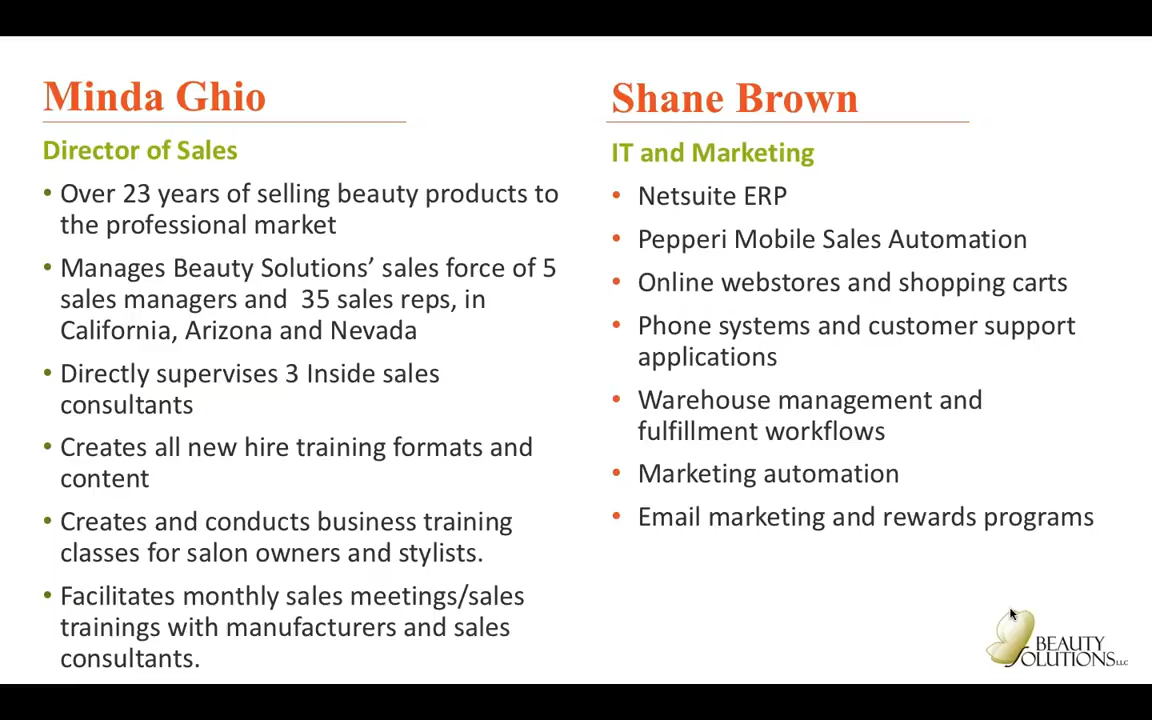 Minda Ghio
Director of Sales
• Over 23 years of selling beauty products to
the professional market
• Manages Beauty Solutions’ sales force of 5
sales managers and  35 sales reps, in
California, Arizona and Nevada
• Directly supervises 3 Inside sales
consultants
• Creates all new hire training formats and
content
• Creates and conducts business training
classes for salon owners and stylists.
• Facilitates monthly sales meetings/sales
trainings with manufacturers and sales
consultants.
Shane Brown
IT and Marketing
• Netsuite ERP
• Pepperi Mobile Sales Automation
• Online webstores and shopping carts
• Phone systems and customer support
applications
• Warehouse management and
fulfillment workflows
• Marketing automation
• Email marketing and rewards programs
BEAUTY
SOLUTIONS LLC